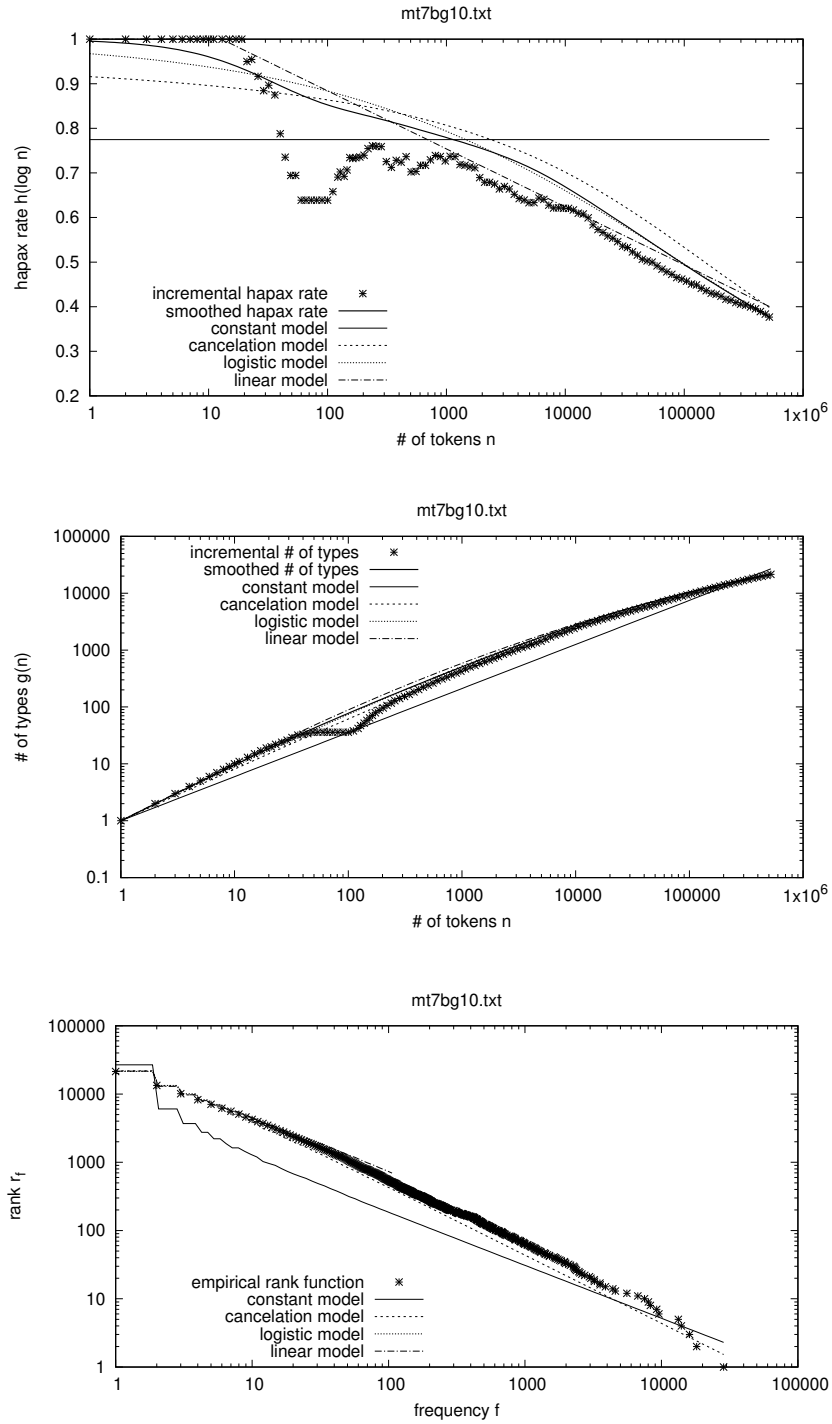 mt7bg10.txt
1
0.9
0.8
0.7
0.6
0.5
0.4
0.3
0.2
hapax rate h(log n)
incremental hapax rate
smoothed hapax rate
constant model
cancelation model
logistic model
linear model
1 10 100 1000 10000 100000 1x10⁶
# of tokens n
mt7bg10.txt
100000
10000
1000
100
10
1
0.1
# of types g(n)
incremental # of types
smoothed # of types
constant model
cancelation model
logistic model
linear model
1 10 100 1000 10000 100000 1x10⁶
# of tokens n
mt7bg10.txt
100000
10000
1000
100
10
1
rank r_f
empirical rank function
constant model
cancelation model
logistic model
linear model
1 10 100 1000 10000 100000
frequency f